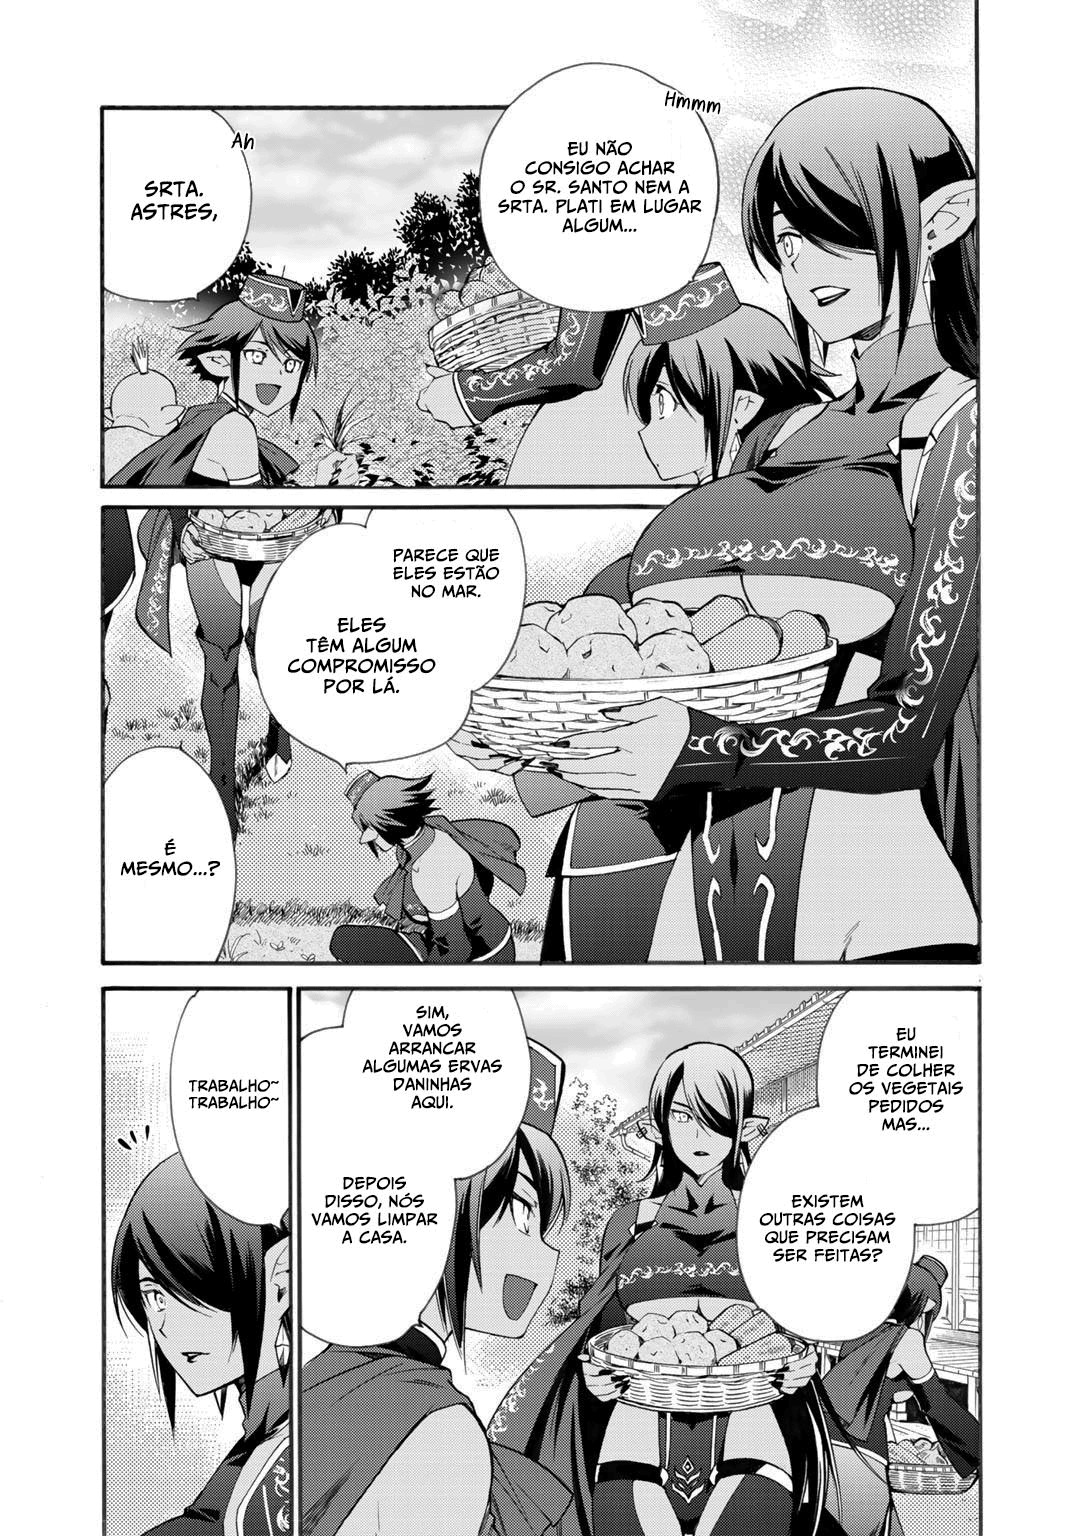 Hmmm
EU NÃO
CONSIGO ACHAR
O SR. SANTO NEM A
SRTA. PLATI EM LUGAR
ALGUM...
Ah
SRTA.
ASTRES,
PARECE QUE
ELES ESTÃO
NO MAR.
ELES
TÊM ALGUM
COMPROMISSO
POR LÁ.
É
MESMO...?
EU
TERMINEI
DE COLHER
OS VEGETAIS
PEDIDOS
MAS...
EXISTEM
OUTRAS COISAS
QUE PRECISAM
SER FEITAS?
SIM,
VAMOS
ARRANCAR
ALGUMAS ERVAS
DANINHAS
AQUI.
DEPOIS
DISSO, NÓS
VAMOS LIMPAR
A CASA.
TRABALHO~
TRABALHO~